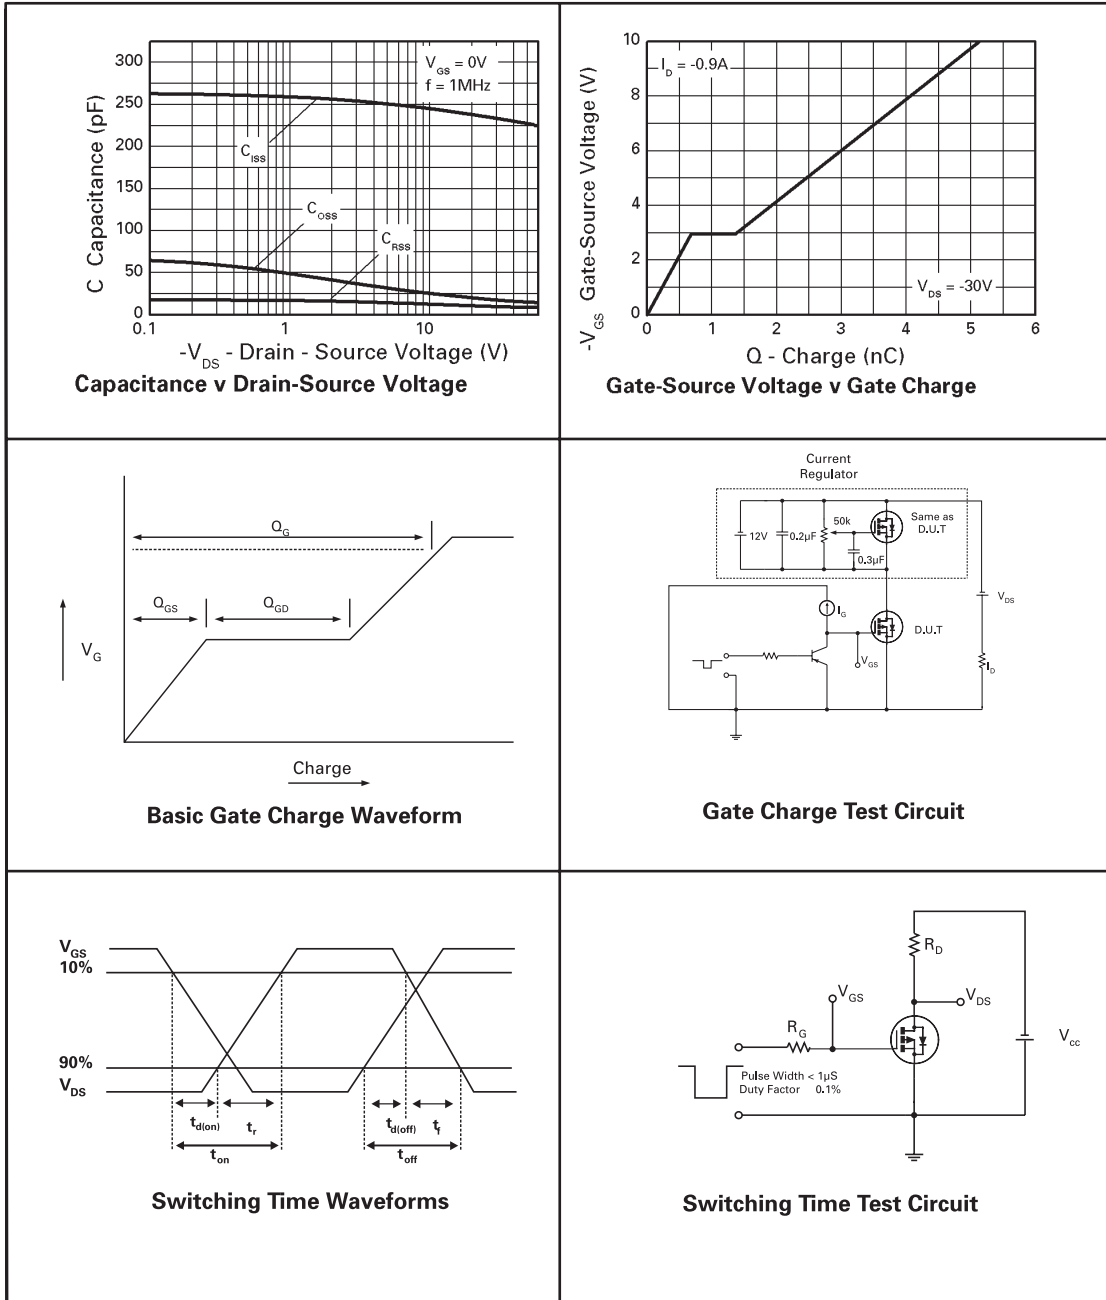 300
250
200
150
100
50
0
0.1
1
10
C Capacitance (pF)
VGS = 0V
f = 1MHz
CISS
COSS
CRSS
-VDS - Drain - Source Voltage (V)
Capacitance v Drain-Source Voltage
10
8
6
4
2
0
0
1
2
3
4
5
6
-VGS Gate-Source Voltage (V)
ID = -0.9A
VDS = -30V
Q - Charge (nC)
Gate-Source Voltage v Gate Charge
QG
QGS
QGD
VG
Charge
Basic Gate Charge Waveform
Current
Regulator
12V
0.2µF
50k
0.3µF
Same as
D.U.T
IG
VDS
D.U.T
VGS
ID
Gate Charge Test Circuit
VGS
10%
90%
VDS
td(on)
tr
td(off)
tf
ton
toff
Switching Time Waveforms
RD
VGS
VDS
RG
Vcc
Pulse Width < 1µS
Duty Factor 0.1%
Switching Time Test Circuit